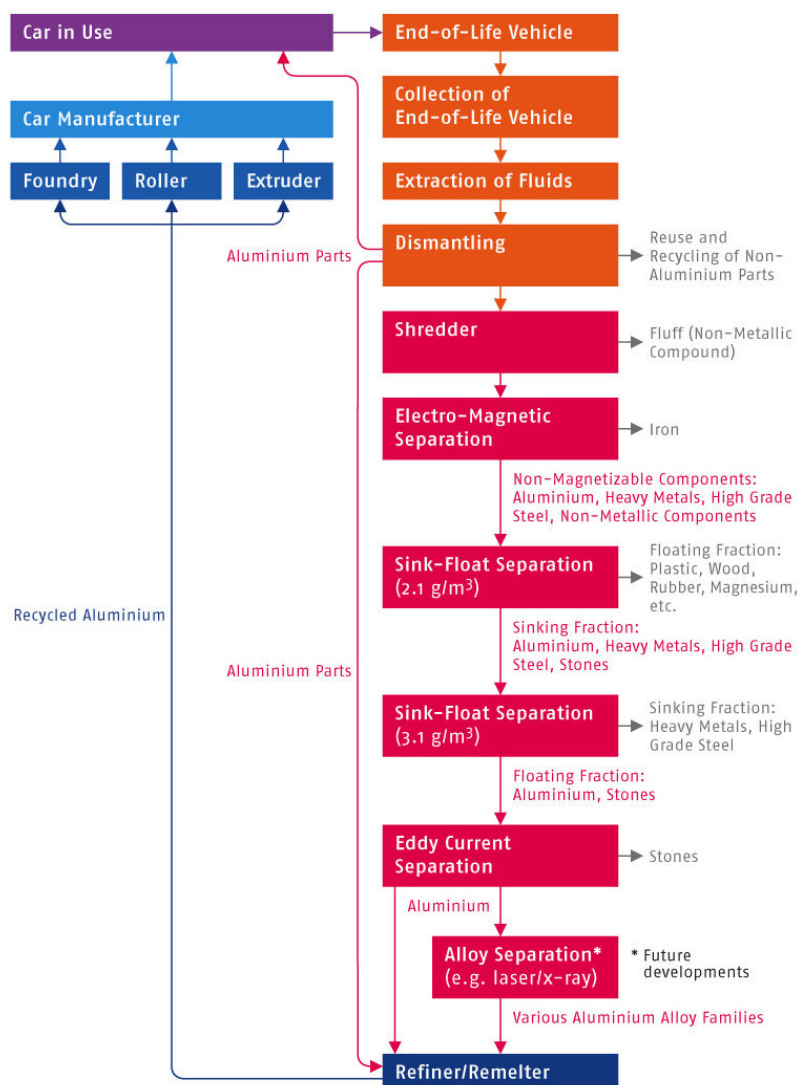 Car in Use
End-of-Life Vehicle
Collection of
End-of-Life Vehicle
Car Manufacturer
Foundry
Roller
Extruder
Extraction of Fluids
Aluminium Parts
Dismantling
Reuse and
Recycling of Non-
Aluminium Parts
Shredder
Fluff (Non-Metallic
Compound)
Electro-Magnetic
Separation
Iron
Non-Magnetizable Components:
Aluminium, Heavy Metals, High Grade
Steel, Non-Metallic Components
Sink-Float Separation
(2.1 g/m³)
Floating Fraction:
Plastic, Wood,
Rubber, Magnesium,
etc.
Recycled Aluminium
Sinking Fraction:
Aluminium, Heavy Metals, High Grade
Steel, Stones
Aluminium Parts
Sink-Float Separation
(3.1 g/m³)
Sinking Fraction:
Heavy Metals, High
Grade Steel
Floating Fraction:
Aluminium, Stones
Eddy Current
Separation
Stones
Aluminium
Alloy Separation*
(e.g. laser/x-ray)
* Future
developments
Various Aluminium Alloy Families
Refiner/Remelter